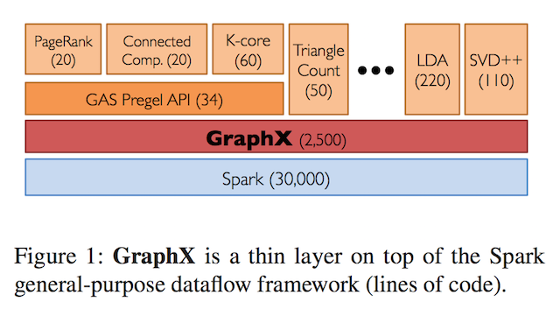 PageRank
(20)
Connected
Comp. (20)
K-core
(60)
Triangle
Count
(50)
LDA
(220)
SVD++
(110)
GAS Pregel API (34)
GraphX (2,500)
Spark (30,000)
Figure 1: GraphX is a thin layer on top of the Spark
general-purpose dataflow framework (lines of code).